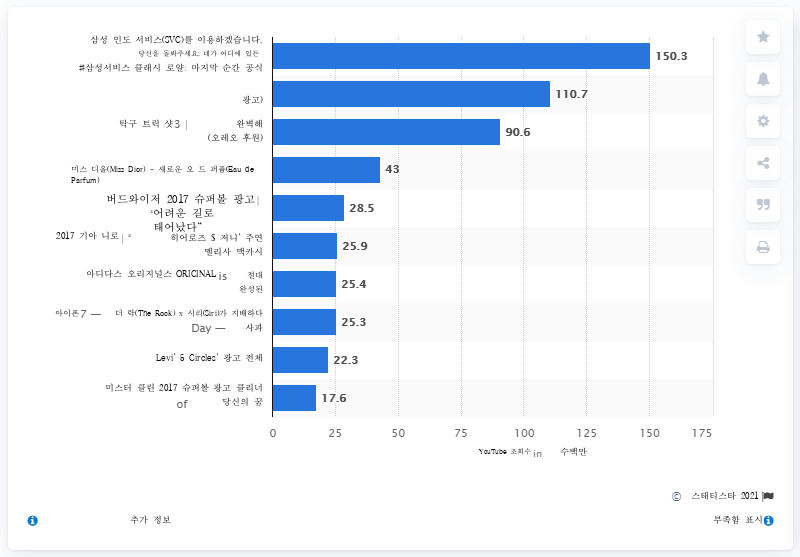 삼성 인도 서비스(SVC)를 이용하겠습니다.
당신을 돌봐주세요; 네가 어디에 있든
#삼성서비스 클래시 로얄: 마지막 순간 공식
150.3
광고)
110.7
탁구 트릭 샷3 | 완벽해
(오레오 후원)
90.6
미스 디올(Miss Dior) - 새로운 오 드 퍼퓸(Eau de
Parfum)
43
버드와이저 2017 슈퍼볼 광고|
"어려운 길로
태어났다"
28.5
2017 기아 니로 | " 히어로즈 $ 저니' 주연
멜리사 맥카시
25.9
아디다스 오리지널스 ORIGINAL is 절대
완성된
25.4
아이폰7 — 더 락(The Rock) x 시리(Siri)가 지배하다
Day — 사과
25.3
Levi' 5 Circles' 광고 전체
22.3
미스터 클린 2017 슈퍼볼 광고 클리너
of 당신의 꿈
17.6
0 25 50 75 100 125 150 175
YouTube 조회수 in 수백만
© 스태티스타 2021
추가 정보
부족함 표시